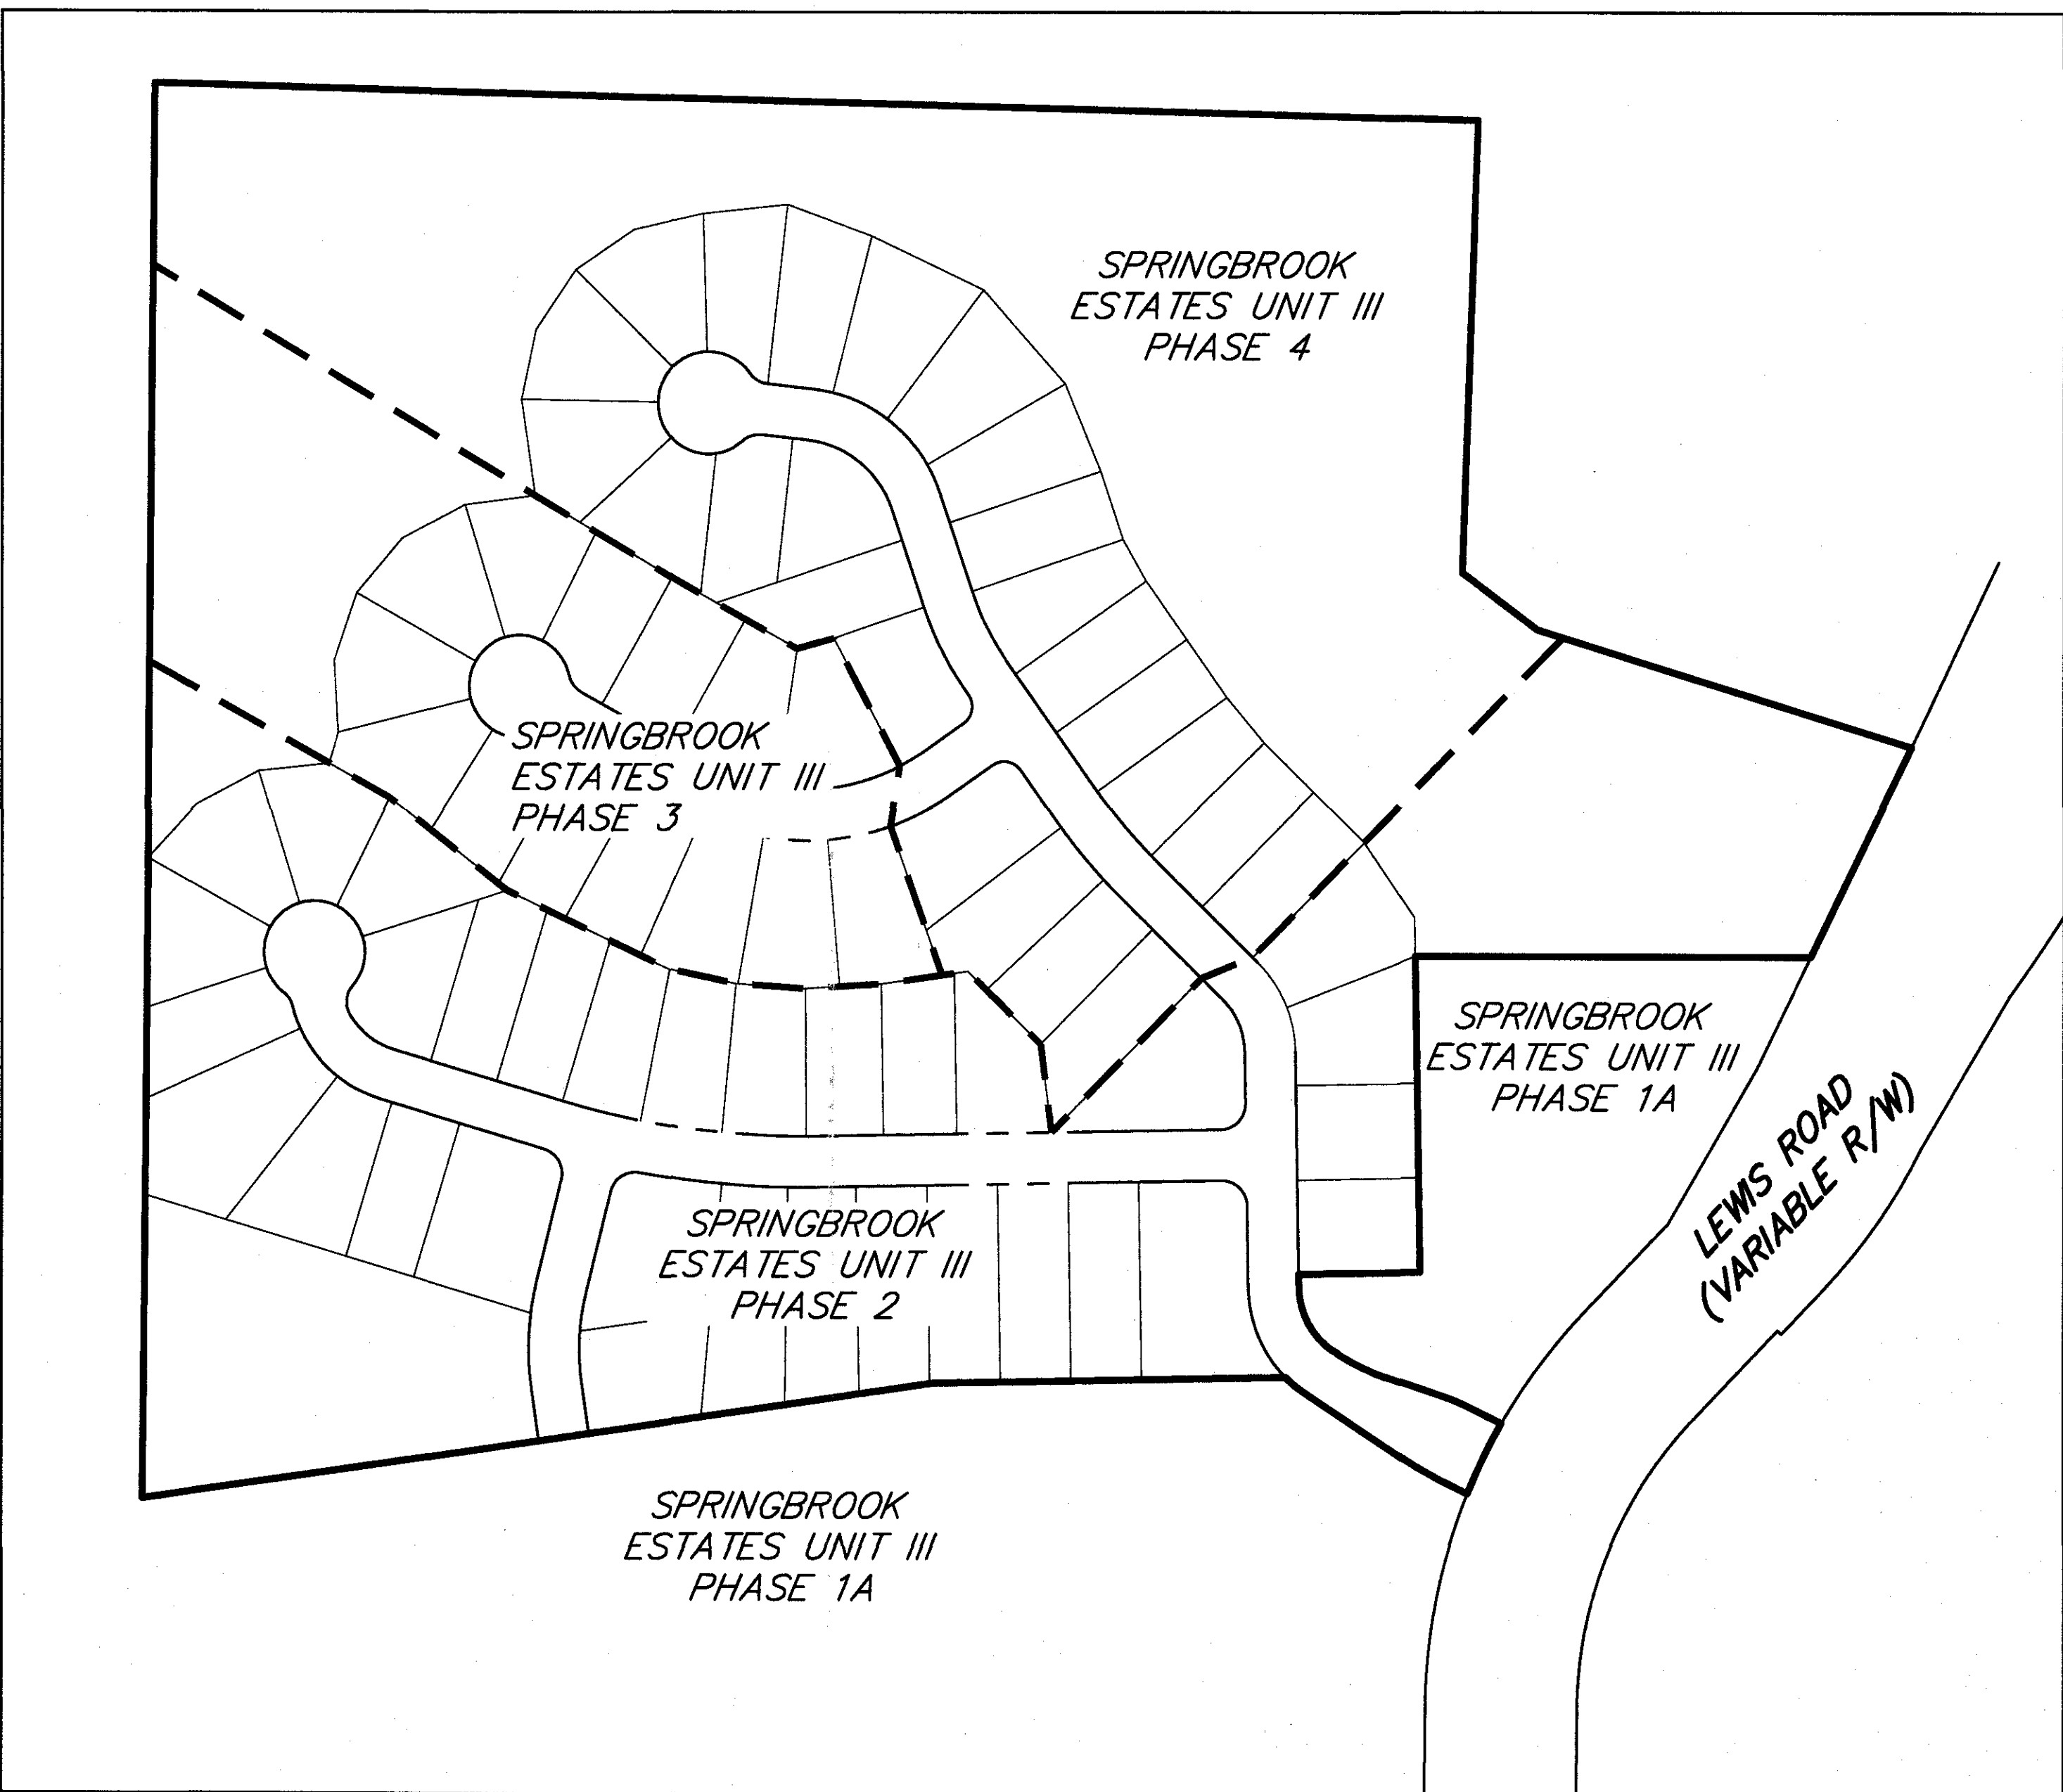 SPRINGBROOK
ESTATES UNIT III
PHASE 4
SPRINGBROOK
ESTATES UNIT III
PHASE 3
SPRINGBROOK
ESTATES UNIT III
PHASE 1A
LEWIS ROAD
(VARIABLE R/W)
SPRINGBROOK
ESTATES UNIT III
PHASE 2
SPRINGBROOK
ESTATES UNIT III
PHASE 1A